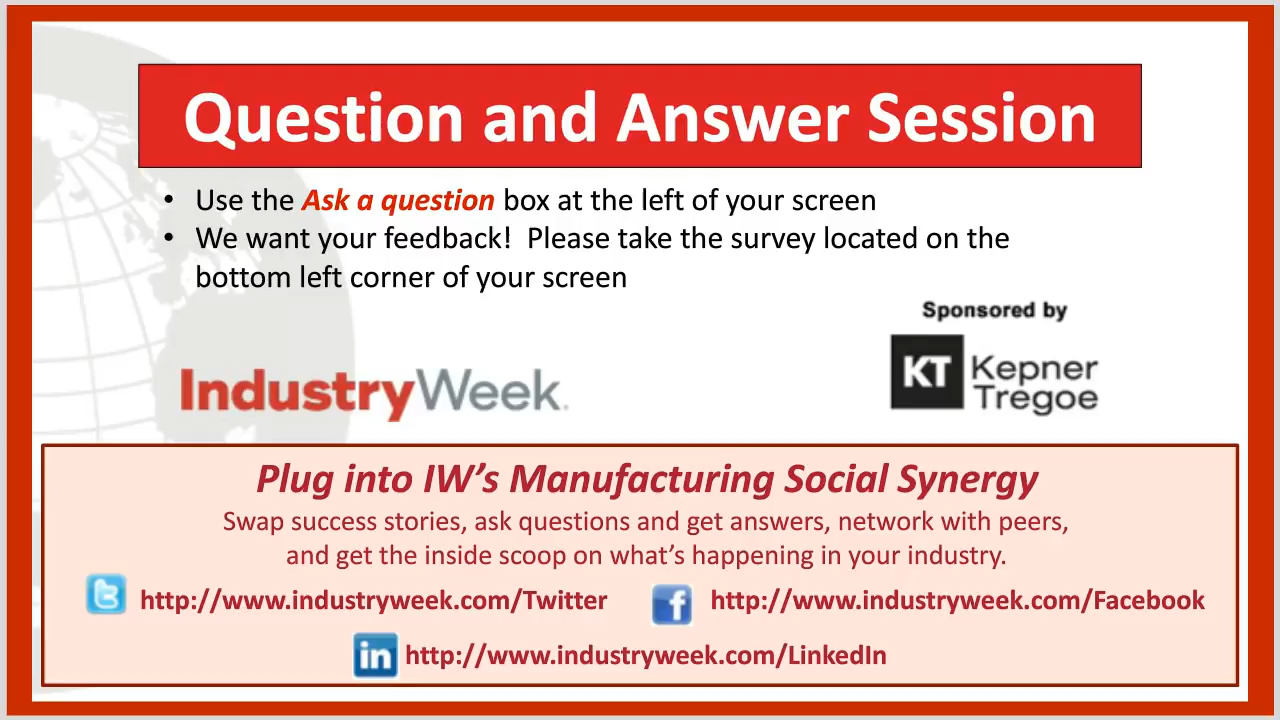 Question and Answer Session
• Use the Ask a question box at the left of your screen
• We want your feedback!  Please take the survey located on the
bottom left corner of your screen
Sponsored by
KT Kepner
Tregoe
IndustryWeek.
Plug into IW’s Manufacturing Social Synergy
Swap success stories, ask questions and get answers, network with peers,
and get the inside scoop on what’s happening in your industry.
http://www.industryweek.com/Twitter
http://www.industryweek.com/Facebook
in http://www.industryweek.com/LinkedIn